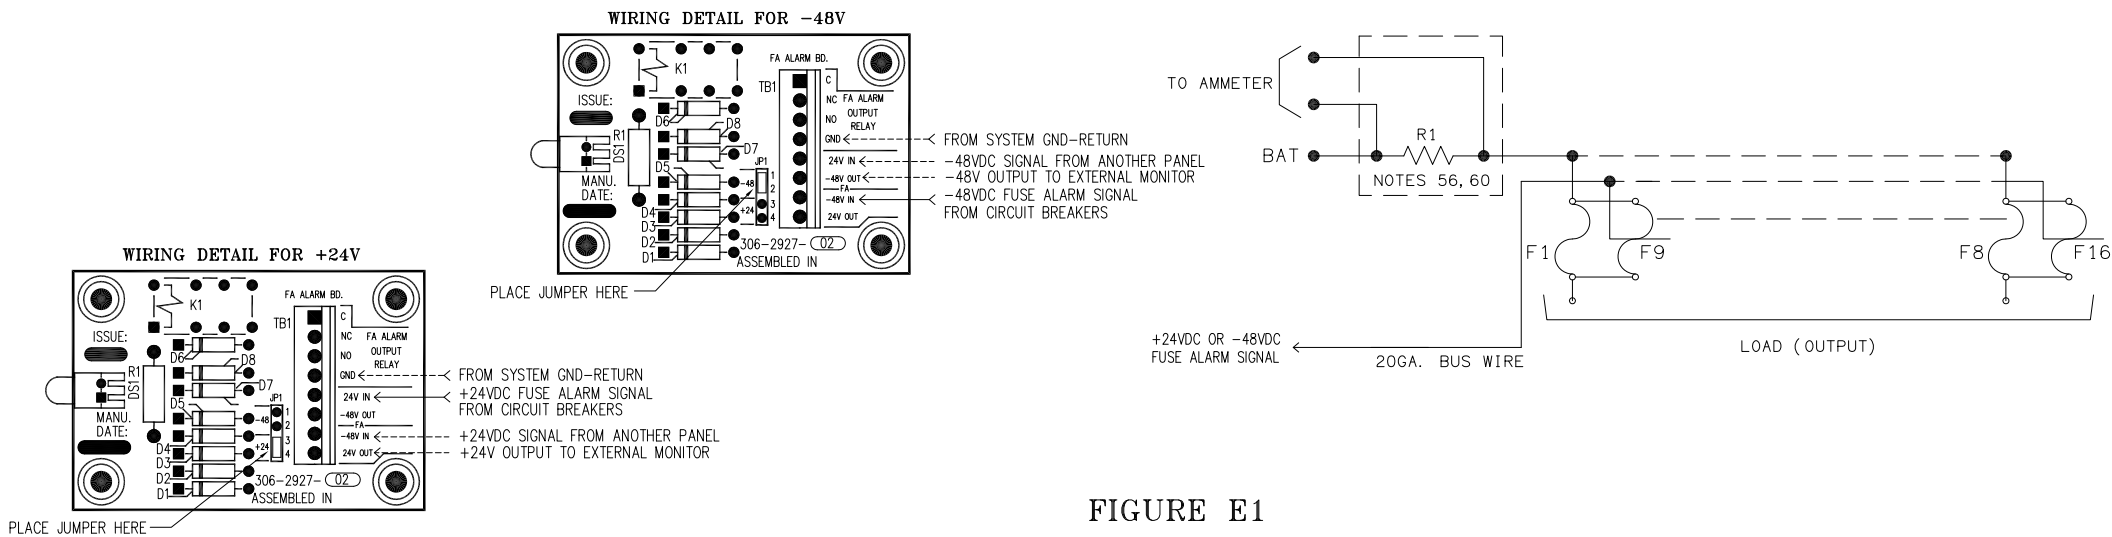 WIRING DETAIL FOR -48V
FA ALARM BD.
K1
TB1
C
ISSUE:
NC FA ALARM
OUTPUT
NO
RELAY
D6
D8
R1
DS1
GND
FROM SYSTEM GND-RETURN
D7
D5
JP1
24V IN
-48VDC SIGNAL FROM ANOTHER PANEL
MANU.
DATE:
-48
1
2
-48V OUT
-48V OUTPUT TO EXTERNAL MONITOR
FA
-48V IN
-48VDC FUSE ALARM SIGNAL
FROM CIRCUIT BREAKERS
+24
3
4
24V OUT
D4
D3
D2
D1
306-2927- 02
ASSEMBLED IN
PLACE JUMPER HERE
WIRING DETAIL FOR +24V
FA ALARM BD.
K1
TB1
C
ISSUE:
NC FA ALARM
OUTPUT
NO
RELAY
D6
D8
R1
DS1
GND
FROM SYSTEM GND-RETURN
D7
D5
JP1
24V IN
+24VDC FUSE ALARM SIGNAL
FROM CIRCUIT BREAKERS
MANU.
DATE:
-48
1
2
-48V OUT
FA
-48V IN
+24VDC SIGNAL FROM ANOTHER PANEL
+24
3
4
24V OUT
+24V OUTPUT TO EXTERNAL MONITOR
D4
D3
D2
D1
306-2927- 02
ASSEMBLED IN
PLACE JUMPER HERE
TO AMMETER
R1
BAT
NOTES 56,60
F1
F9
F8
F16
+24VDC OR -48VDC
FUSE ALARM SIGNAL
20GA. BUS WIRE
LOAD (OUTPUT)
FIGURE E1